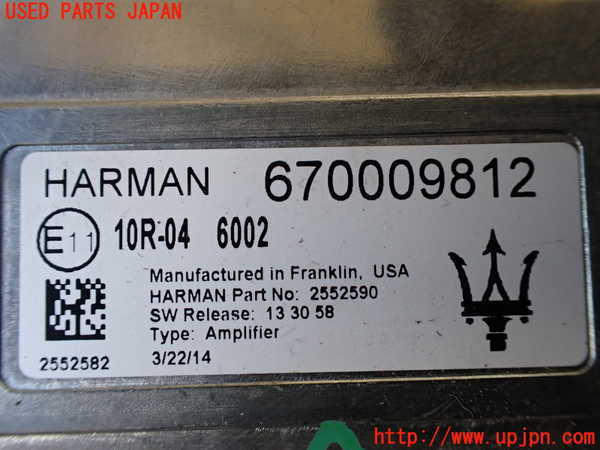 USED PARTS JAPAN
HARMAN 670009812
E11 10R-04 6002
Manufactured in Franklin, USA
HARMAN Part No: 2552590
SW Release: 13 30 58
Type: Amplifier
2552582 3/22/14
http://www.upjpn.com/